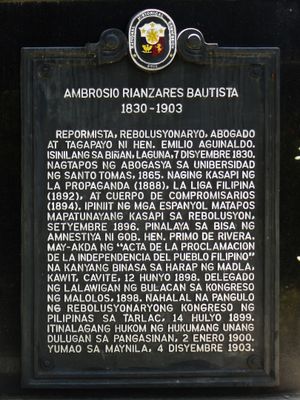 AMBROSIO RIANZARES BAUTISTA
1830-1903
REPORMISTA, REBOLUSYONARYO, ABOGADO
AT TAGAPAYO NI HEN. EMILIO AGUINALDO.
ISINILANG SA BIÑAN, LAGUNA, 7 DISYEMBRE 1830.
NAGTAPOS NG ABOGASYA SA UNIBERSIDAD
NG SANTO TOMAS, 1865. NAGING KASAPI NG
LA PROPAGANDA (1888), LA LIGA FILIPINA
(1892), AT CUERPO DE COMPROMISARIOS
(1894). IPINIIT NG MGA ESPANYOL MATAPOS
MAPATUNAYANG KASAPI SA REBOLUSYON,
SETYEMBRE 1896. PINALAYA SA BISA NG
AMNESTIYA NI GOB. HEN. PRIMO DE RIVERA.
MAY-AKDA NG "ACTA DE LA PROCLAMACION
DE LA INDEPENDENCIA DEL PUEBLO FILIPINO"
NA KANYANG BINASA SA HARAP NG MADLA,
KAWIT, CAVITE, 12 HUNYO 1898. DELEGADO
NG LALAWIGAN NG BULACAN SA KONGRESO
NG MALOLOS, 1898. NAHALAL NA PANGULO
NG REBOLUSYONARYONG KONGRESO NG
PILIPINAS SA TARLAC, 14 HULYO 1899.
ITINALAGANG HUKOM NG HUKUMANG UNANG
DULUGAN SA PANGASINAN, 2 ENERO 1900.
YUMAO SA MAYNILA, 4 DISYEMBRE 1903.